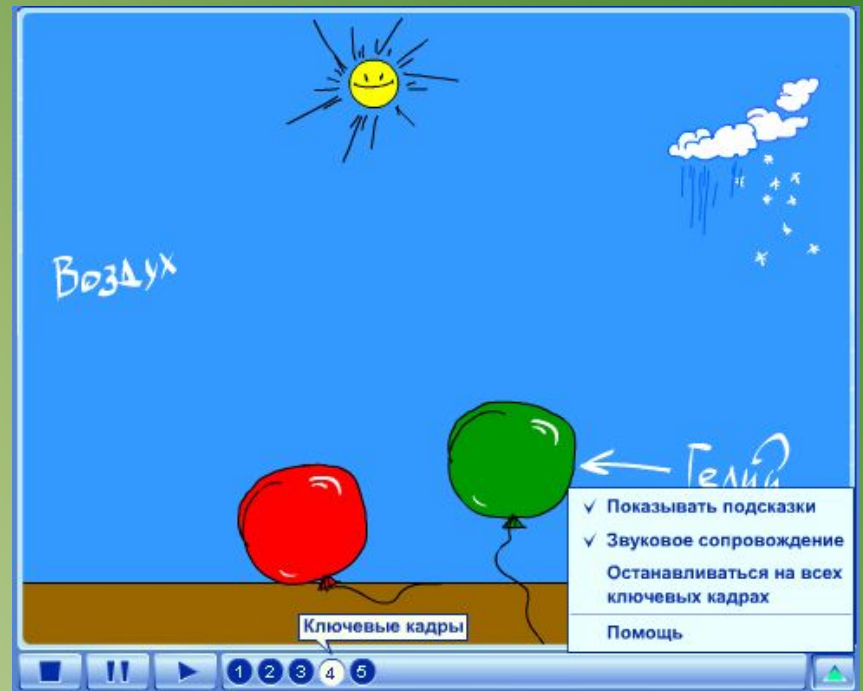 Воздух
Гелий
Показывать подсказки
Звуковое сопровождение
Останавливаться на всех
ключевых кадрах
Помощь
Ключевые кадры
1 2 3 4 5